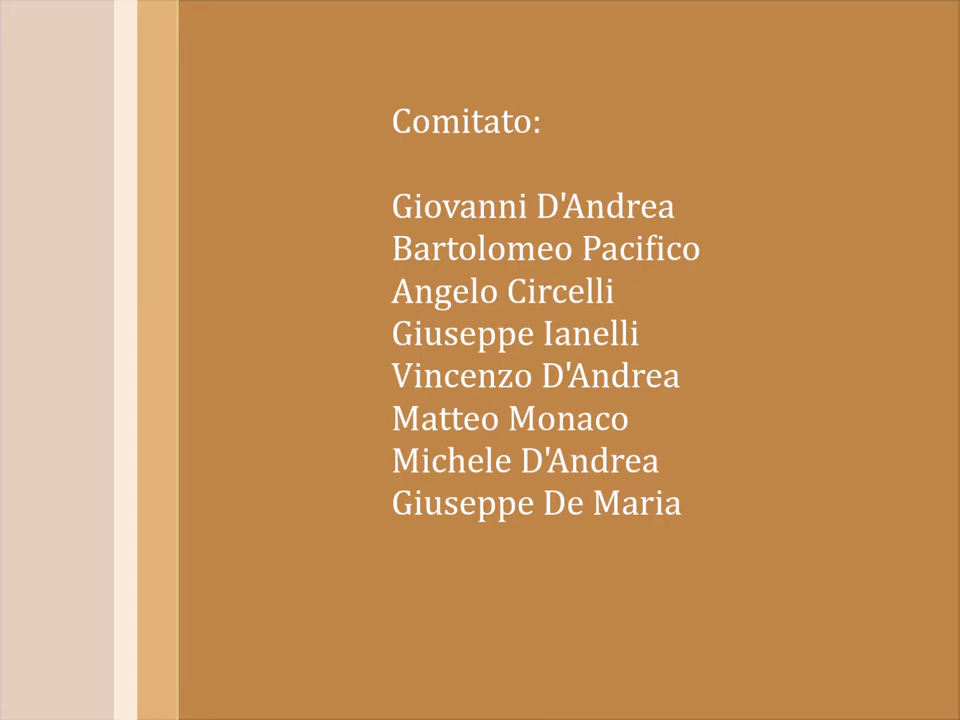 Comitato:
Giovanni D'Andrea
Bartolomeo Pacifico
Angelo Circelli
Giuseppe Ianelli
Vincenzo D'Andrea
Matteo Monaco
Michele D'Andrea
Giuseppe De Maria